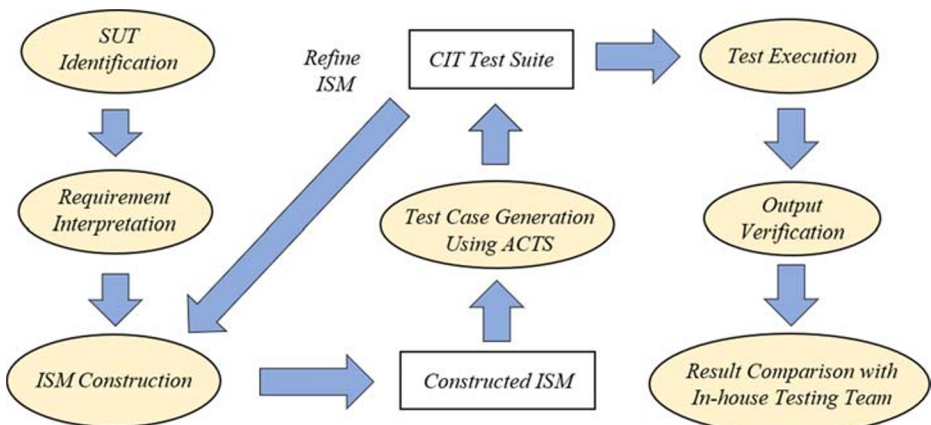 SUT
Identification
Requirement
Interpretation
ISM Construction
Refine
ISM
CIT Test Suite
Test Case Generation
Using ACTS
Constructed ISM
Test Execution
Output
Verification
Result Comparison with
In-house Testing Team